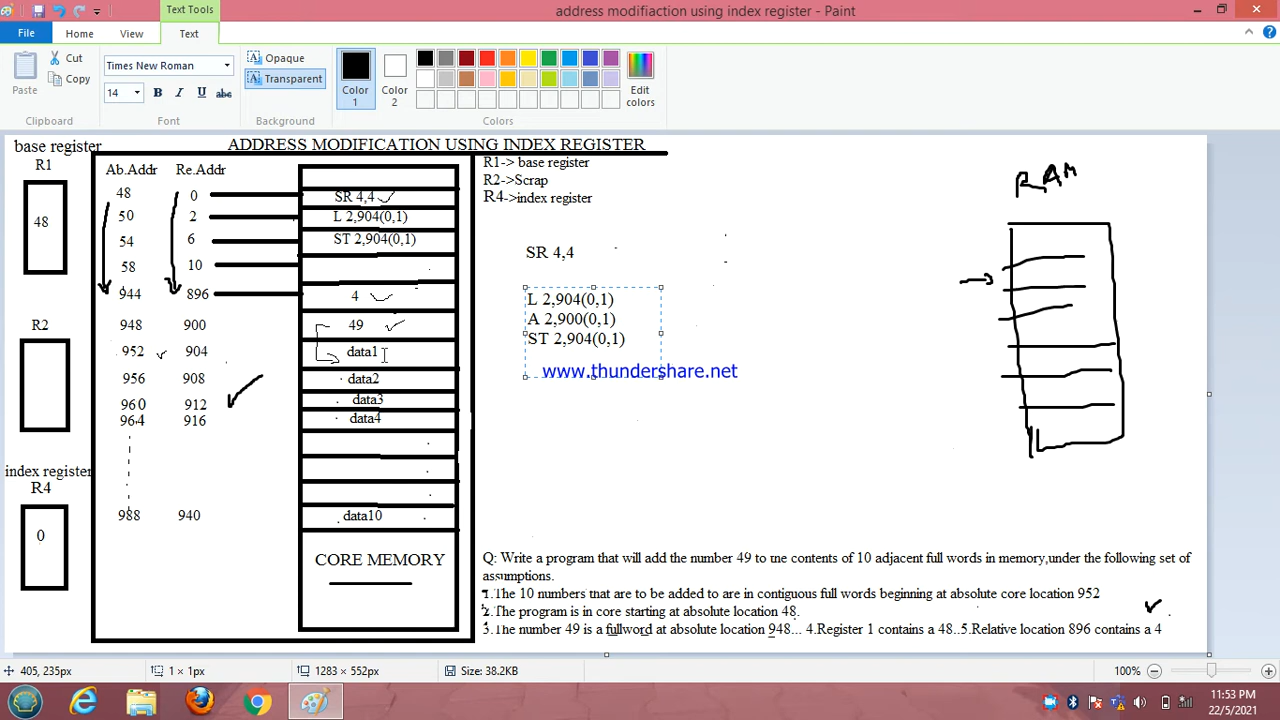 Text Tools
address modifiaction using index register - Paint
File
Home
View
Text
Paste
Cut
Copy
Clipboard
Times New Roman
14
B I U abc
Font
Opaque
Transparent
Background
Color 1
Color 2
Edit colors
Colors
base register
R1
48
R2
index register
R4
0
ADDRESS MODIFICATION USING INDEX REGISTER
Ab.Addr Re.Addr
48 0 SR 4,4
50 2 L 2,904(0,1)
54 6 ST 2,904(0,1)
58 10
944 896 4
948 900 49
952 904 data1
956 908 data2
960 912 data3
964 916 data4
988 940 data10
CORE MEMORY
R1-> base register
R2->Scrap
R4->index register
SR 4,4
L 2,904(0,1)
A 2,900(0,1)
ST 2,904(0,1)
www.thundershare.net
RAM
Q: Write a program that will add the number 49 to the contents of 10 adjacent full words in memory,under the following set of
assumptions.
1.The 10 numbers that are to be added to are in contiguous full words beginning at absolute core location 952
2.The program is in core starting at absolute location 48.
3.The number 49 is a fullword at absolute location 948... 4.Register 1 contains a 48..5.Relative location 896 contains a 4
405, 235px
1 × 1px
1283 × 552px
Size: 38.2KB
100%
11:53 PM
22/5/2021